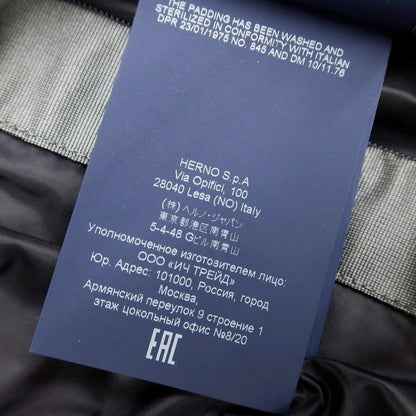 THE PADDING HAS BEEN WASHED AND
STERILIZED IN CONFORMITY WITH ITALIAN
DPR 23/01/1975 NO. 845 AND DM 10/11.76
HERNO S.p.A
Via Opifici, 100
28040 Lesa (NO) Italy
(株)ヘルノ・ジャパン
東京都港区南青山
5-4-48 Gビル南青山
Уполномоченное изготовителем лицо:
ООО «ИЧ ТРЕЙД»
Юр. Адрес: 101000, Россия, город
Москва,
Армянский переулок 9 строение 1
этаж цокольный офис №8/20
EAC